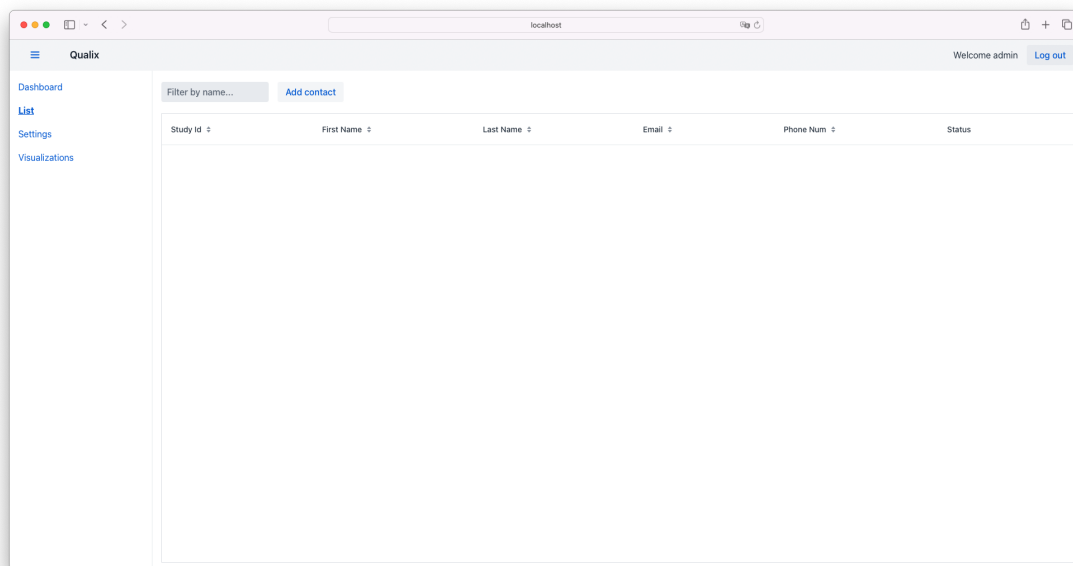 localhost
Qualix
Welcome admin
Log out
Dashboard
List
Settings
Visualizations
Filter by name...
Add contact
Study Id
First Name
Last Name
Email
Phone Num
Status